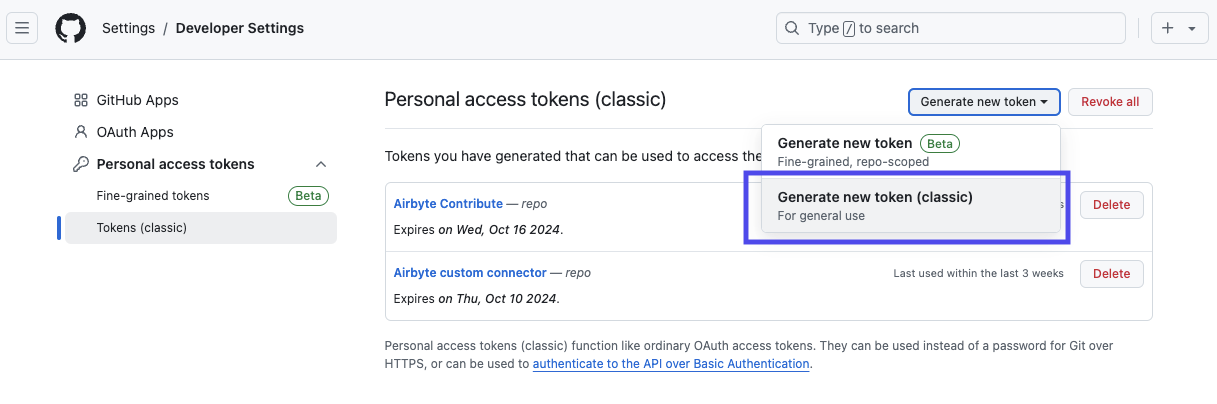 Settings / Developer Settings
Type / to search
GitHub Apps
OAuth Apps
Personal access tokens
Fine-grained tokens Beta
Tokens (classic)
Personal access tokens (classic)
Generate new token
Revoke all
Generate new token Beta
Fine-grained, repo-scoped
Generate new token (classic)
For general use
Tokens you have generated that can be used to access the
Airbyte Contribute — repo
s
Delete
Expires on Wed, Oct 16 2024.
Airbyte custom connector — repo
Last used within the last 3 weeks
Delete
Expires on Thu, Oct 10 2024.
Personal access tokens (classic) function like ordinary OAuth access tokens. They can be used instead of a password for Git over
HTTPS, or can be used to authenticate to the API over Basic Authentication.